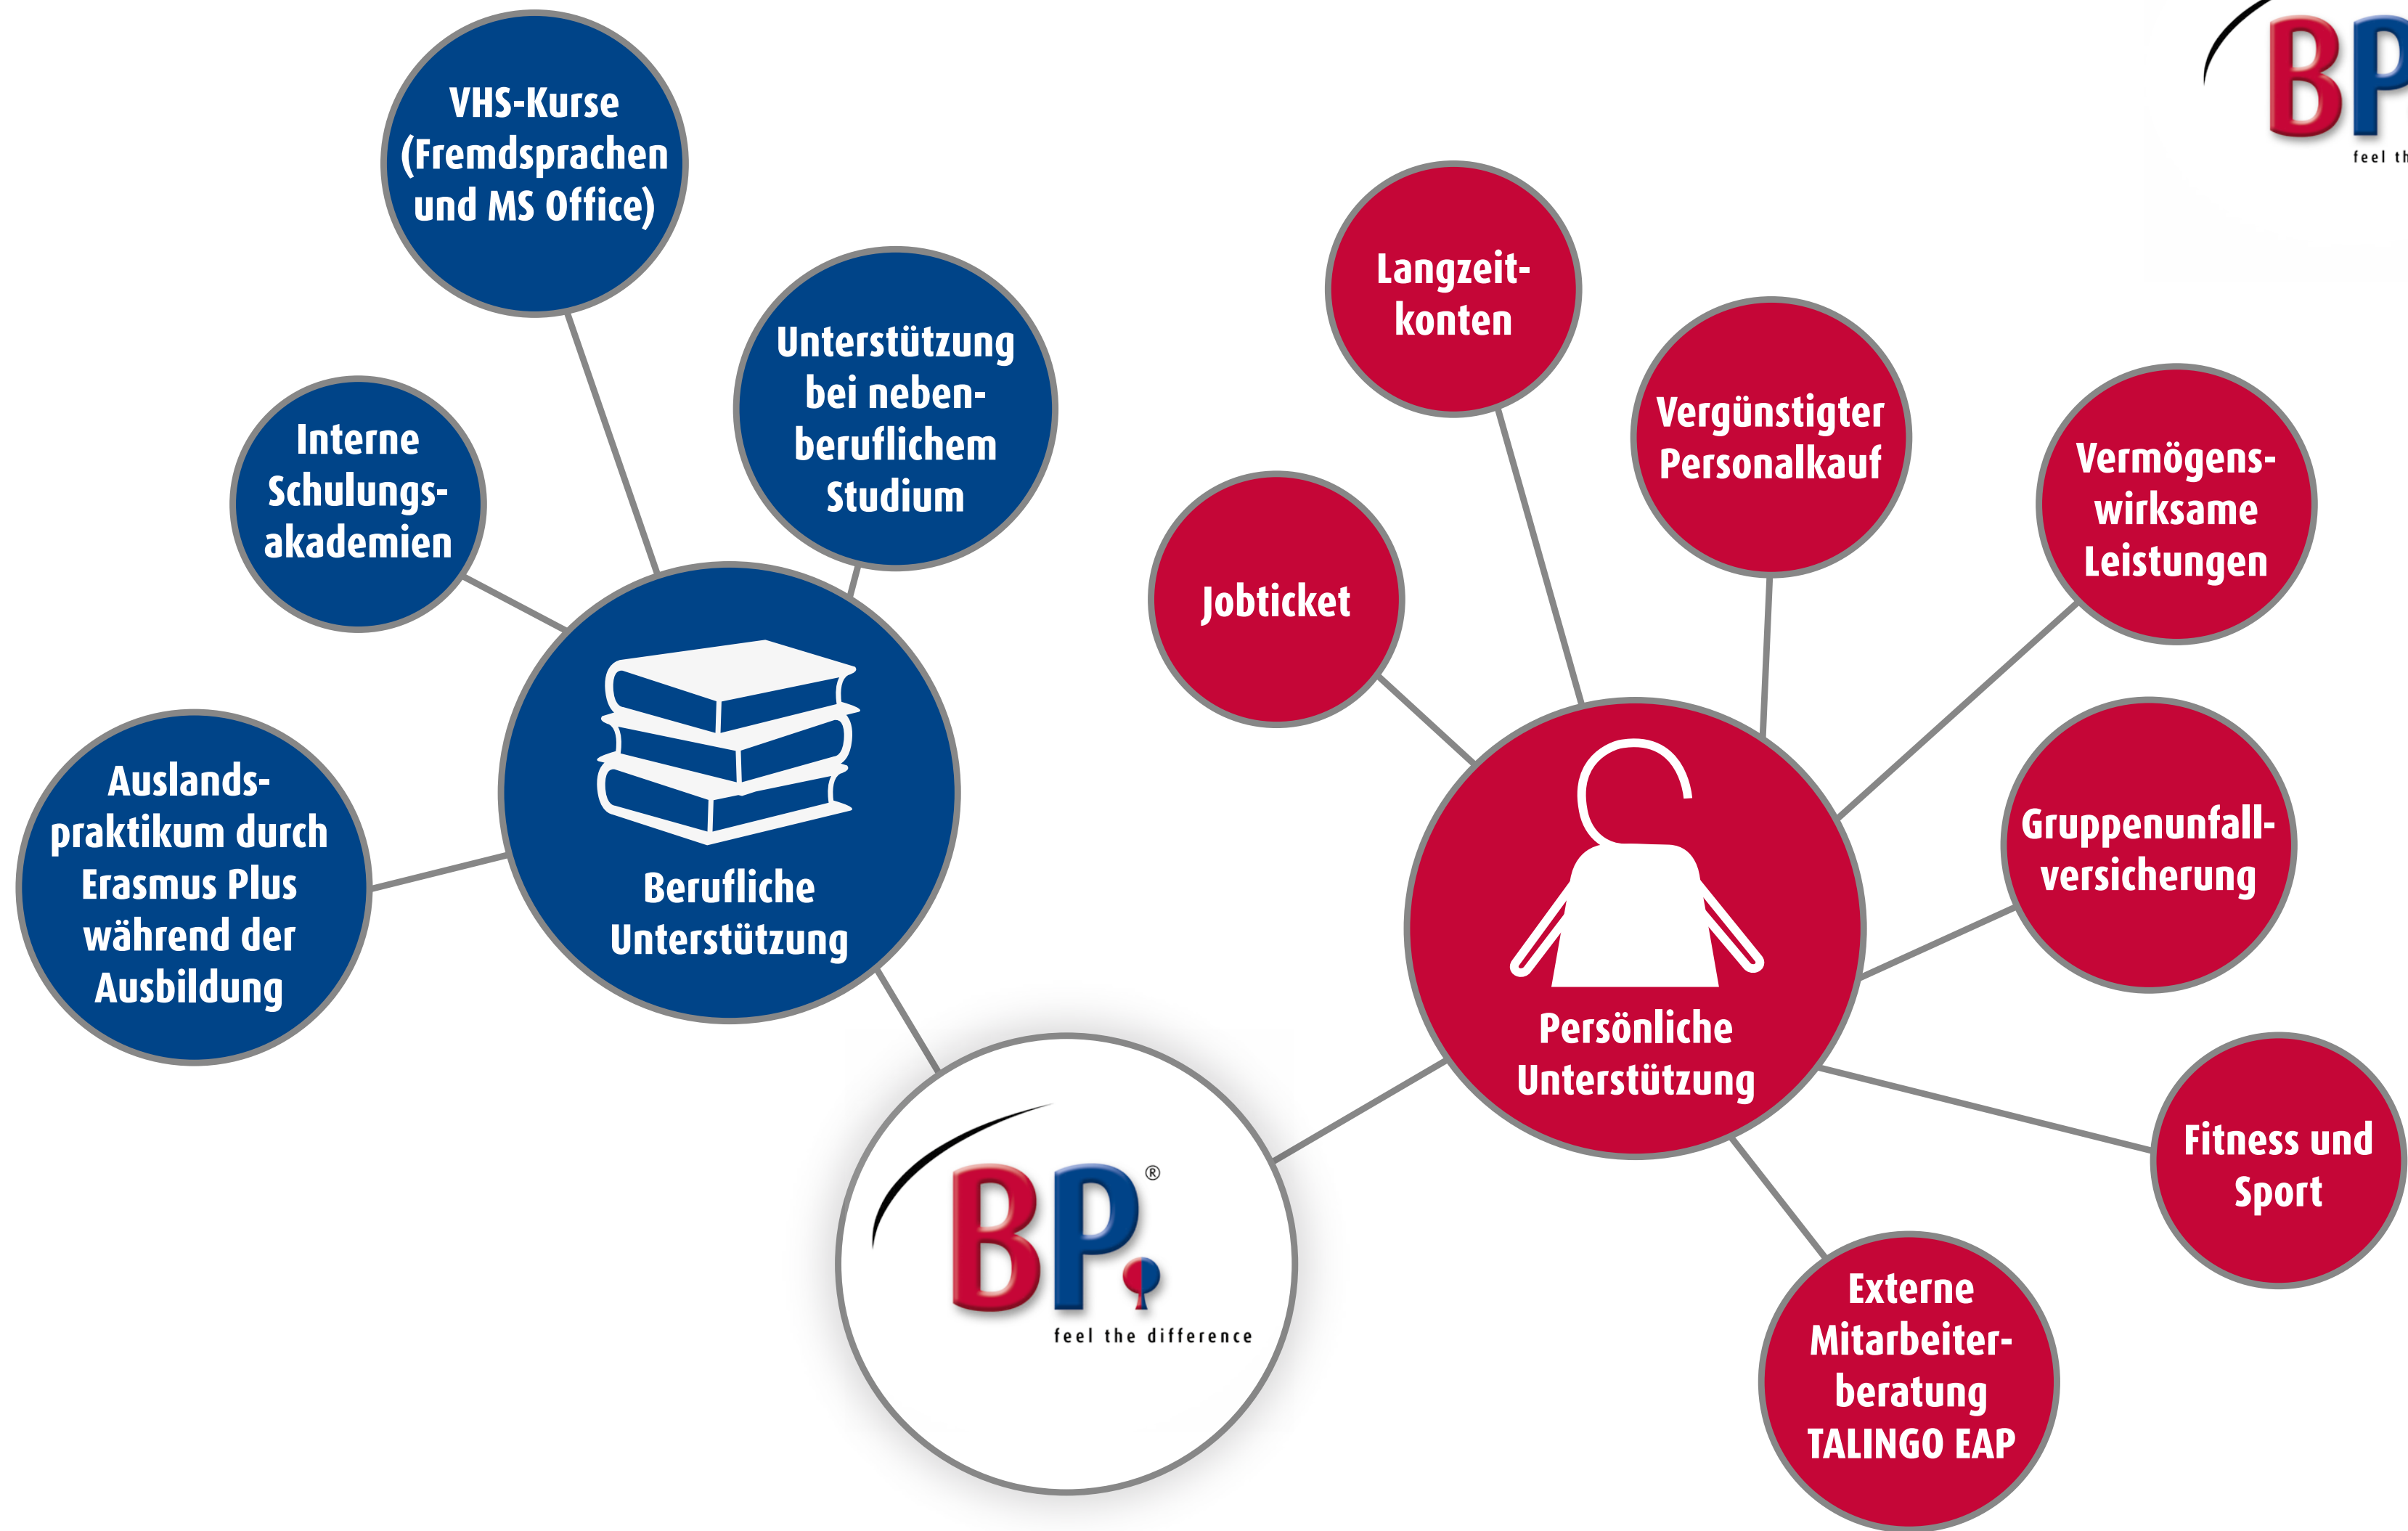 VHS-Kurse
(Fremdsprachen
und MS Office)
Unterstützung
bei neben-
beruflichem
Studium
Interne
Schulungs-
akademien
Auslands-
praktikum durch
Erasmus Plus
während der
Ausbildung
Berufliche
Unterstützung
BP®
feel the difference
Jobticket
Langzeit-
konten
Vergünstigter
Personalkauf
Vermögens-
wirksame
Leistungen
Gruppenunfall-
versicherung
Fitness und
Sport
Externe
Mitarbeiter-
beratung
TALINGO EAP
Persönliche
Unterstützung
BP
feel th